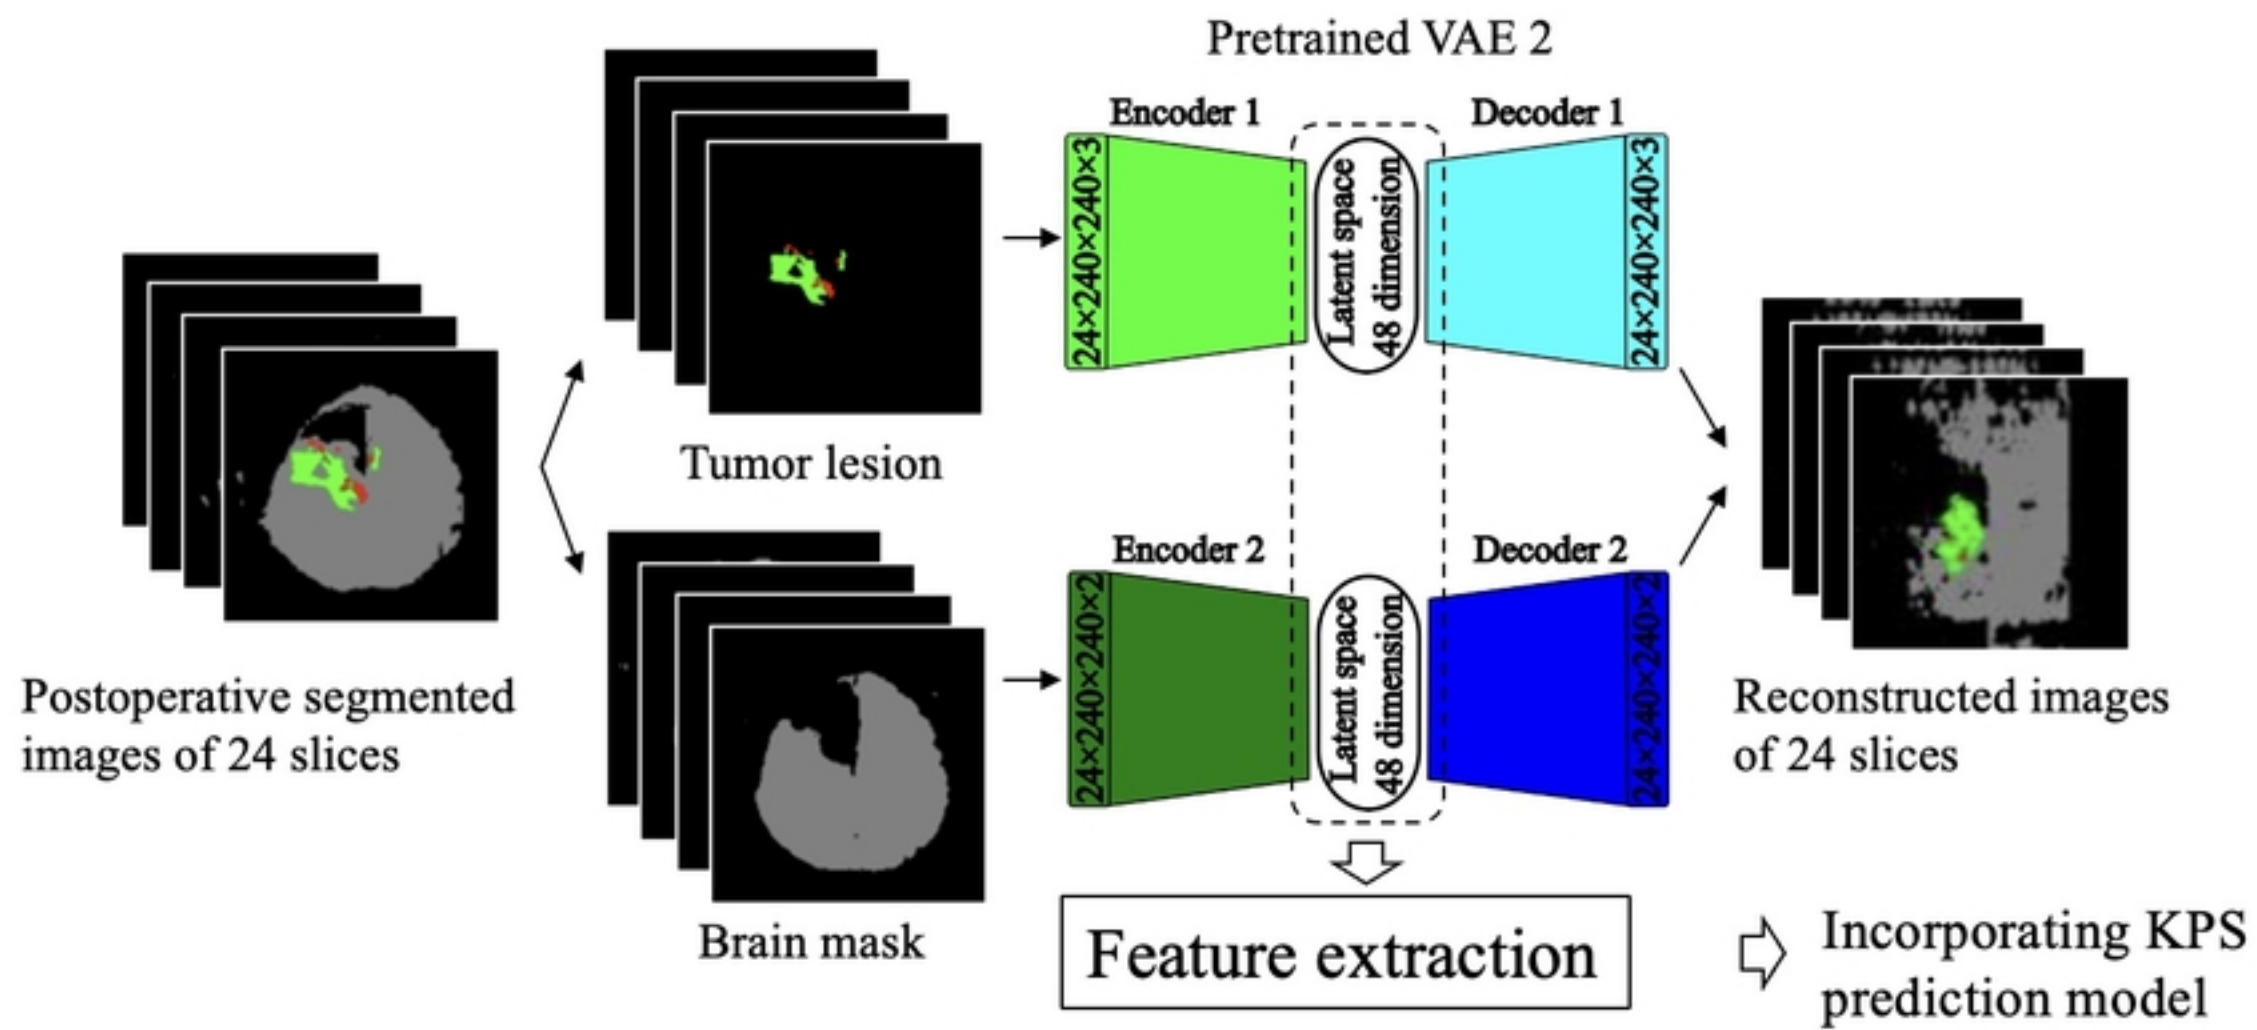 Pretrained VAE 2
Encoder 1
Decoder 1
24×240×240×3
Latent space
48 dimension
24×240×240×3
Tumor lesion
Encoder 2
Decoder 2
24×240×240×2
Latent space
48 dimension
24×240×240×2
Postoperative segmented
images of 24 slices
Reconstructed images
of 24 slices
Brain mask
Feature extraction
Incorporating KPS
prediction model